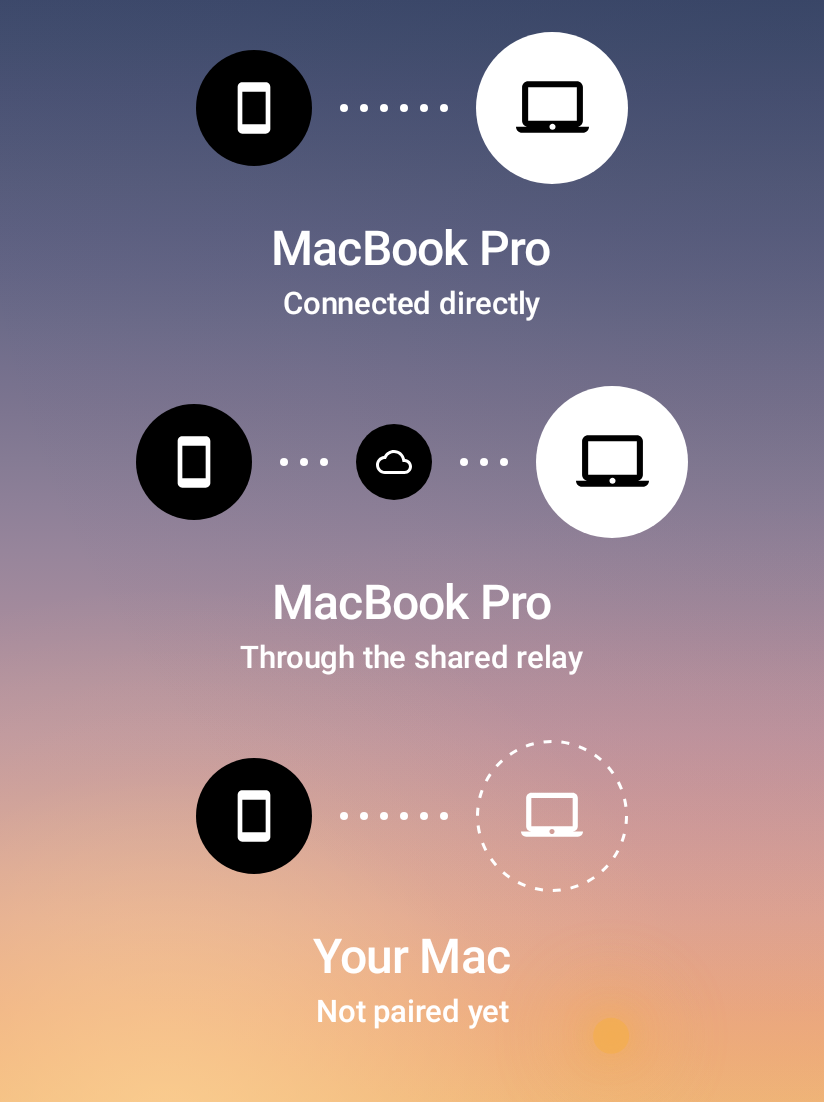 MacBook Pro
Connected directly
MacBook Pro
Through the shared relay
Your Mac
Not paired yet